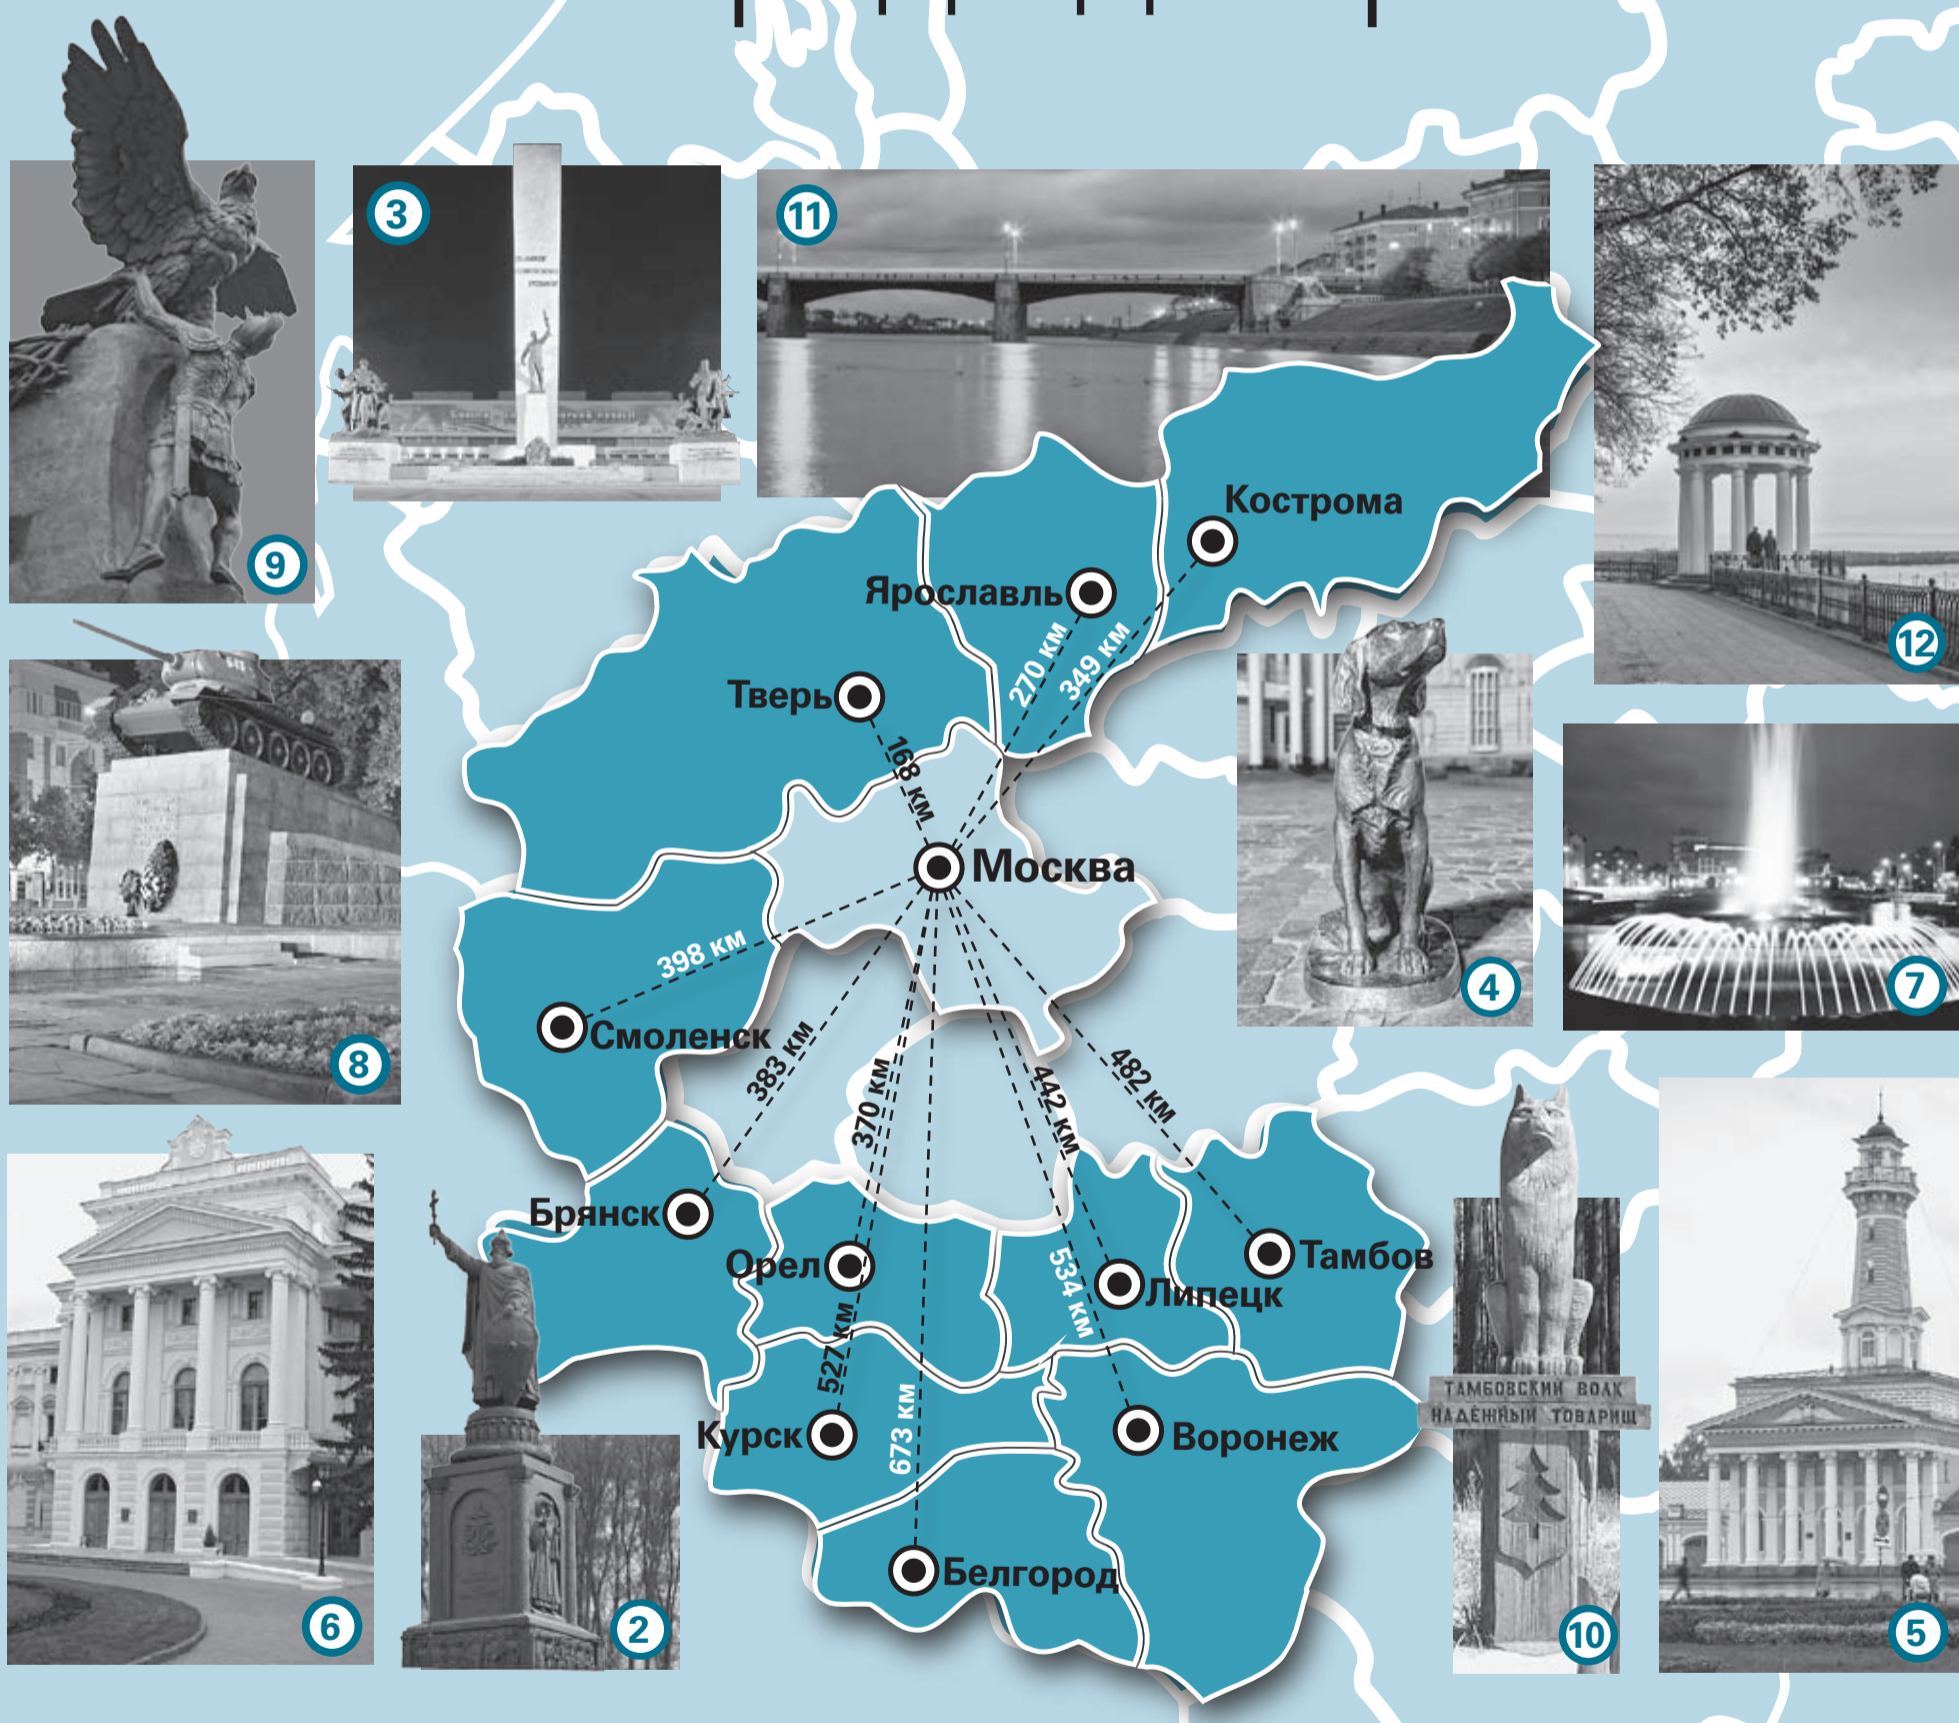 3
11
9
12
Кострома
Ярославль
270 км
349 км
Тверь
168 км
Москва
398 км
Смоленск
8
4
7
383 км
370 км
442 км
482 км
Брянск
Орел
Липецк
Тамбов
534 км
527 км
673 км
Курск
Воронеж
ТАМБОВСКИЙ ВОЛК
НАДЁЖНЫЙ ТОВАРИЩ
Белгород
6
2
10
5